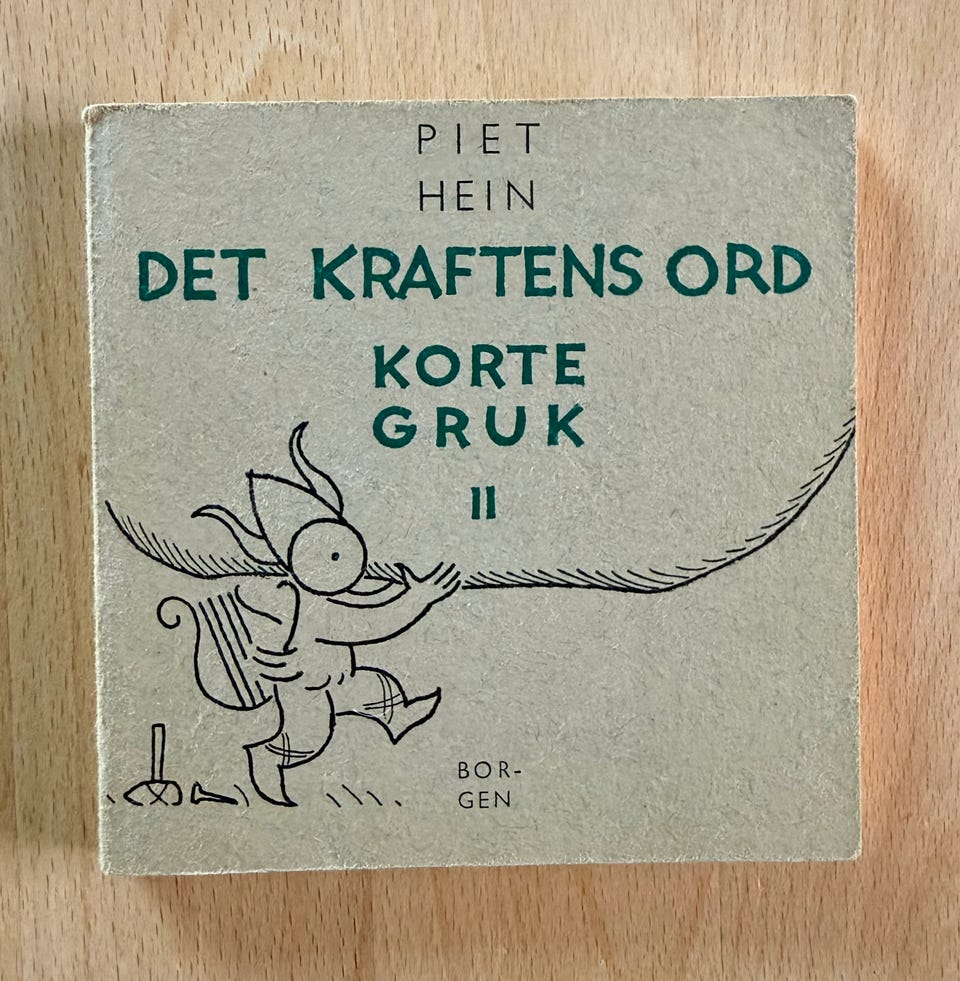 PIET
HEIN
DET KRAFTENS ORD
KORTE
GRUK
II
BOR-
GEN